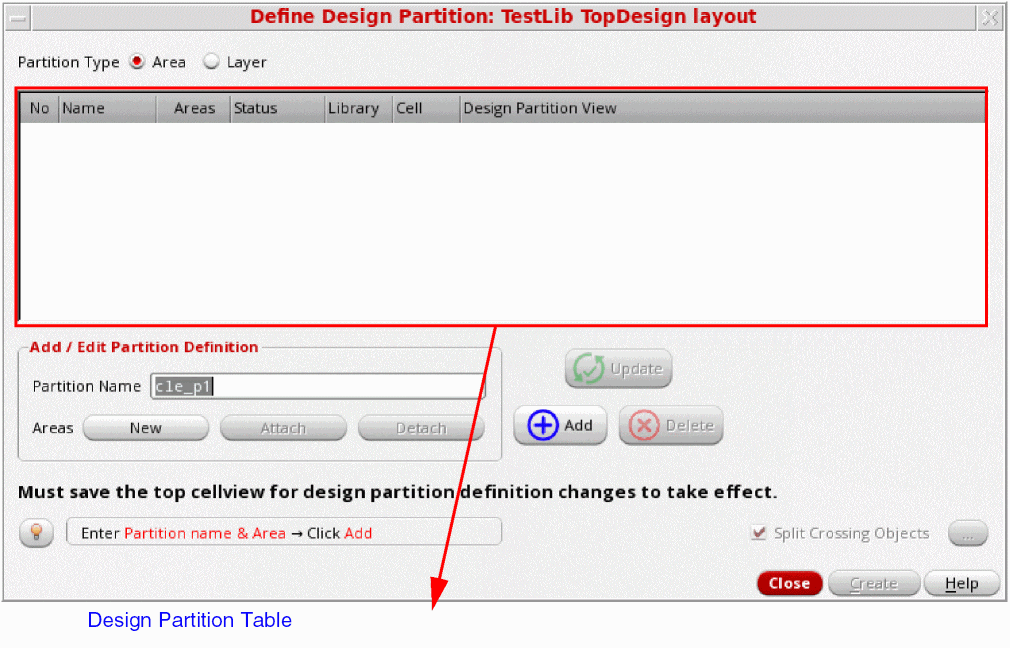 Define Design Partition: TestLib TopDesign layout
Partition Type Area Layer
No Name Areas Status Library Cell Design Partition View
Add / Edit Partition Definition
Partition Name cle_p1
Update
Areas New Attach Detach
Add Delete
Must save the top cellview for design partition definition changes to take effect.
Enter Partition name & Area → Click Add
Split Crossing Objects ...
Close Create Help
Design Partition Table